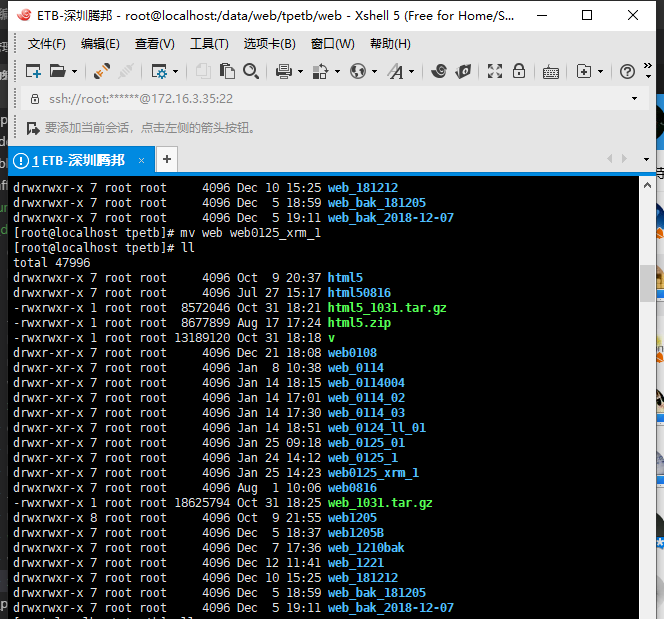 ETB-深圳腾邦 - root@localhost:/data/web/tpetb/web - Xshell 5 (Free for Home/S...
文件(F) 编辑(E) 查看(V) 工具(T) 选项卡(B) 窗口(W) 帮助(H)
ssh://root:******@172.16.3.35:22
要添加当前会话，点击左侧的箭头按钮。
1 ETB-深圳腾邦 × +
drwxrwxr-x 7 root root 4096 Dec 10 15:25 web_181212
drwxrwxr-x 7 root root 4096 Dec 5 18:59 web_bak_181205
drwxrwxr-x 7 root root 4096 Dec 5 19:11 web_bak_2018-12-07
[root@localhost tpetb]# mv web web0125_xrm_1
[root@localhost tpetb]# ll
total 47996
drwxrwxr-x 7 root root 4096 Oct 9 20:37 html5
drwxrwxr-x 7 root root 4096 Jul 27 15:17 html50816
-rwxrwxr-x 1 root root 8572046 Oct 31 18:21 html5_1031.tar.gz
-rwxrwxr-x 1 root root 8677899 Aug 17 17:24 html5.zip
-rwxrwxr-x 1 root root 13189120 Oct 31 18:18 v
drwxr-xr-x 7 root root 4096 Dec 21 18:08 web0108
drwxr-xr-x 7 root root 4096 Jan 8 10:38 web_0114
drwxr-xr-x 7 root root 4096 Jan 14 18:15 web_0114004
drwxr-xr-x 7 root root 4096 Jan 14 17:01 web_0114_02
drwxr-xr-x 7 root root 4096 Jan 14 17:30 web_0114_03
drwxr-xr-x 7 root root 4096 Jan 14 18:51 web_0124_ll_01
drwxr-xr-x 7 root root 4096 Jan 25 09:18 web_0125_01
drwxr-xr-x 7 root root 4096 Jan 24 14:12 web_0125_1
drwxr-xr-x 7 root root 4096 Jan 25 14:23 web0125_xrm_1
drwxrwxr-x 7 root root 4096 Aug 1 10:06 web0816
-rwxrwxr-x 1 root root 18625794 Oct 31 18:25 web_1031.tar.gz
drwxrwxr-x 8 root root 4096 Oct 9 21:55 web1205
drwxrwxr-x 7 root root 4096 Dec 5 18:37 web1205B
drwxrwxr-x 7 root root 4096 Dec 7 17:36 web_1210bak
drwxrwxr-x 7 root root 4096 Dec 12 11:41 web_1221
drwxrwxr-x 7 root root 4096 Dec 10 15:25 web_181212
drwxrwxr-x 7 root root 4096 Dec 5 18:59 web_bak_181205
drwxrwxr-x 7 root root 4096 Dec 5 19:11 web_bak_2018-12-07